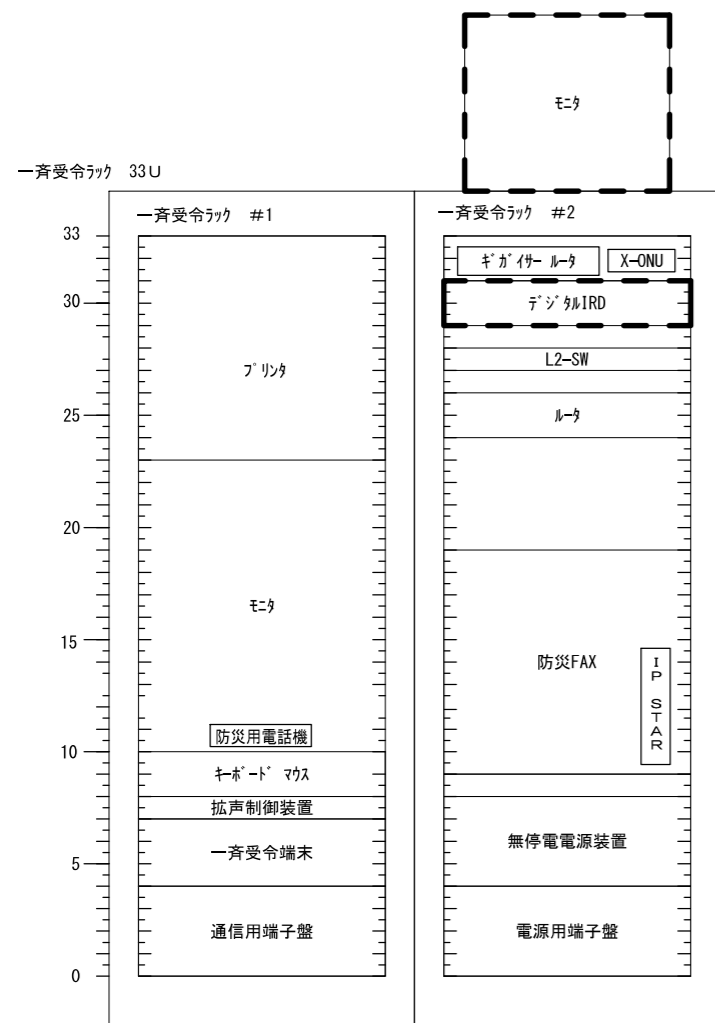 モニタ
一斉受令ラック 33U
一斉受令ラック #1
一斉受令ラック #2
33
30
25
20
15
10
5
0
プリンタ
モニタ
防災用電話機
キーボード マウス
拡声制御装置
一斉受令端末
通信用端子盤
ギガイサー ルータ
X-ONU
デジタルIRD
L2-SW
ルータ
防災FAX
IP STAR
無停電電源装置
電源用端子盤